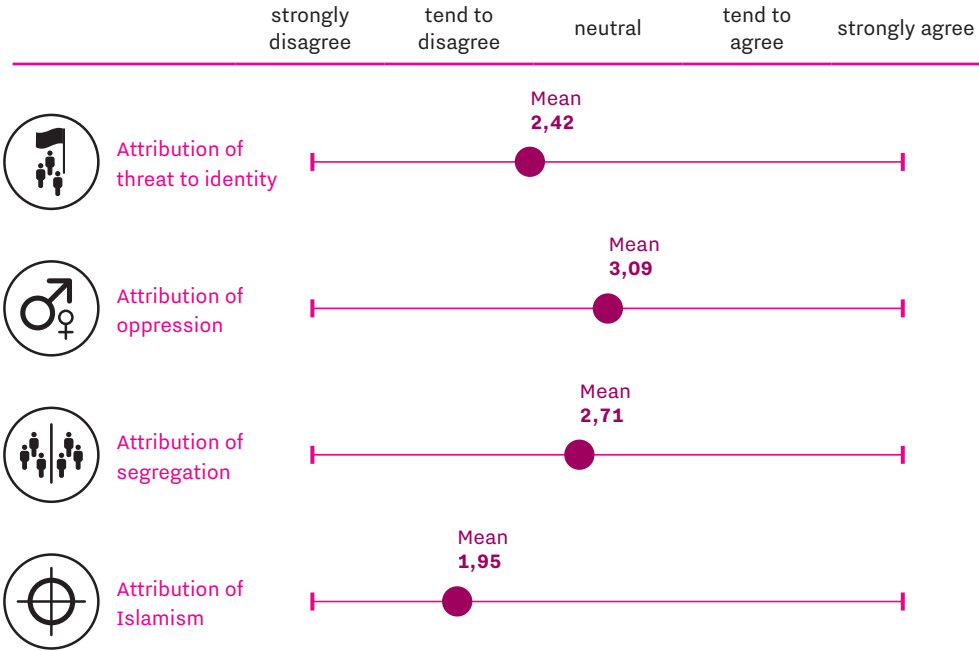 strongly
disagree
tend to
disagree
neutral
tend to
agree
strongly agree
Mean
2,42
Attribution of
threat to identity
Mean
3,09
Attribution of
oppression
Mean
2,71
Attribution of
segregation
Mean
1,95
Attribution of
Islamism